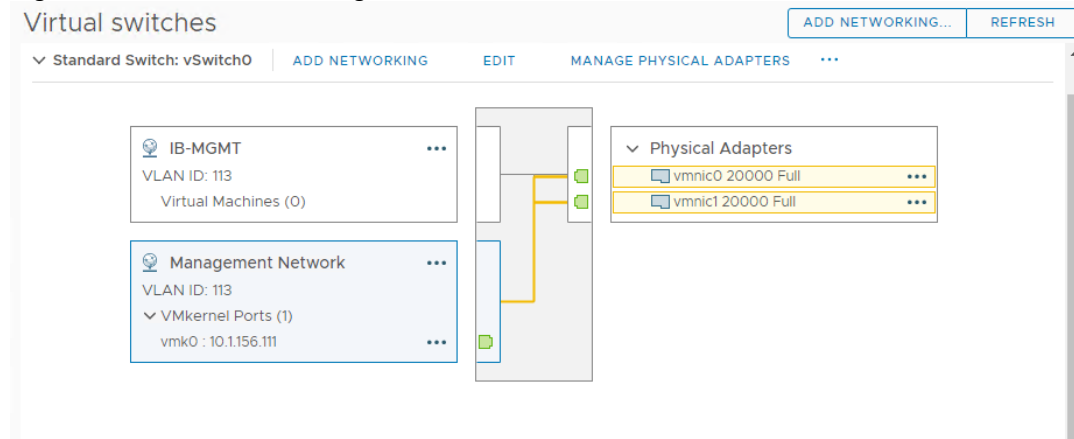 Virtual switches
ADD NETWORKING...
REFRESH
Standard Switch: vSwitch0
ADD NETWORKING
EDIT
MANAGE PHYSICAL ADAPTERS
IB-MGMT
VLAN ID: 113
Virtual Machines (0)
Physical Adapters
vmnic0 20000 Full
vmnic1 20000 Full
Management Network
VLAN ID: 113
VMkernel Ports (1)
vmk0 : 10.1.156.111